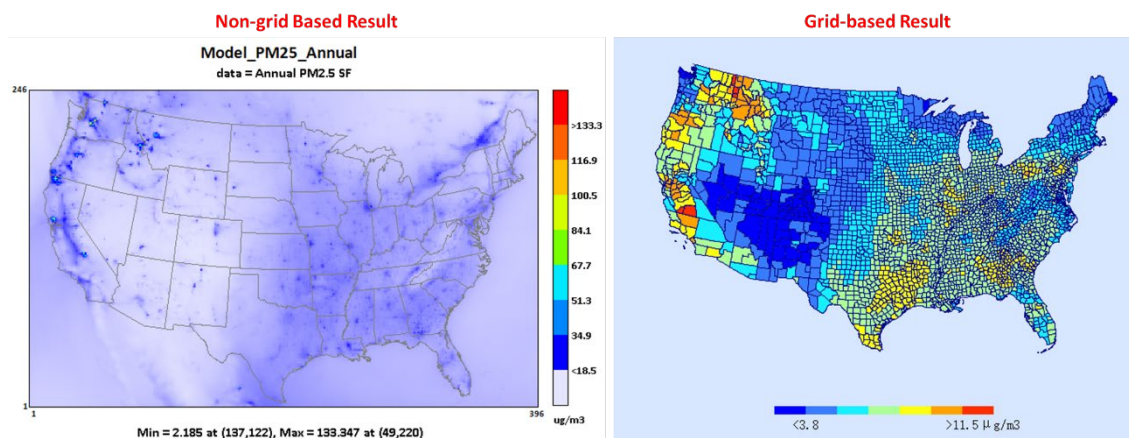 Non-grid Based Result
Grid-based Result
Model_PM25_Annual
data = Annual PM2.5 SF
246
1
1
396
>133.3
116.9
100.5
84.1
67.7
51.3
34.9
<18.5
ug/m3
Min = 2.185 at (137,122), Max = 133.347 at (49,220)
<3.8
>11.5μg/m3